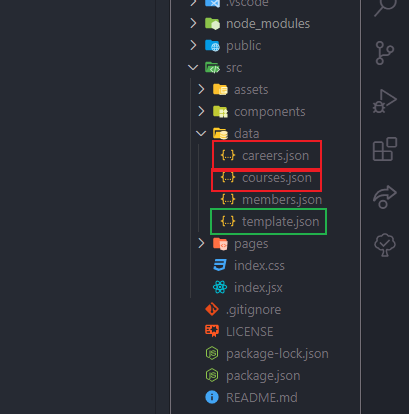 .vscode
node_modules
public
src
assets
components
data
careers.json
courses.json
members.json
template.json
pages
index.css
index.jsx
.gitignore
LICENSE
package-lock.json
package.json
README.md